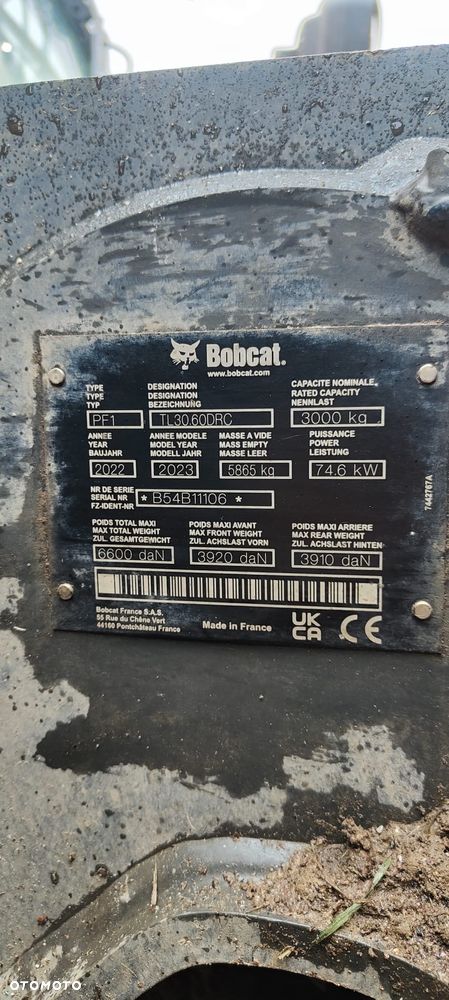 Bobcat.
www.bobcat.com
TYPE
TYPE
TYP
PF1
DESIGNATION
DESIGNATION
BEZEICHNUNG
TL30.60DRC
CAPACITE NOMINALE
RATED CAPACITY
NENNLAST
3000 kg
ANNEE
YEAR
BAUJAHR
2022
ANNEE MODELE
MODEL YEAR
MODELL JAHR
2023
MASSE A VIDE
MASS EMPTY
MASSE LEER
5865 kg
PUISSANCE
POWER
LEISTUNG
74.6 kW
NR DE SERIE
SERIAL NR
FZ-IDENT-NR
* B54B11106 *
POIDS TOTAL MAXI
MAX TOTAL WEIGHT
ZUL. GESAMTGEWICHT
6600 daN
POIDS MAXI AVANT
MAX FRONT WEIGHT
ZUL. ACHSLAST VORN
3920 daN
POIDS MAXI ARRIERE
MAX REAR WEIGHT
ZUL. ACHSLAST HINTEN
3910 daN
Bobcat France S.A.S.
55 Rue du Chêne Vert
44160 Pontchâteau France
Made in France
UK
CA
CE
7442767A
OTOMOTO